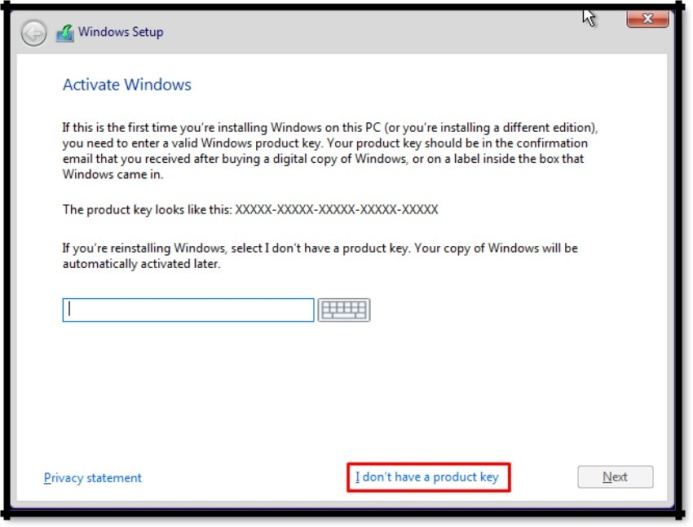 Windows Setup
Activate Windows
If this is the first time you're installing Windows on this PC (or you're installing a different edition),
you need to enter a valid Windows product key. Your product key should be in the confirmation
email that you received after buying a digital copy of Windows, or on a label inside the box that
Windows came in.
The product key looks like this: XXXXX-XXXXX-XXXXX-XXXXX-XXXXX
If you're reinstalling Windows, select I don't have a product key. Your copy of Windows will be
automatically activated later.
Privacy statement
I don't have a product key
Next